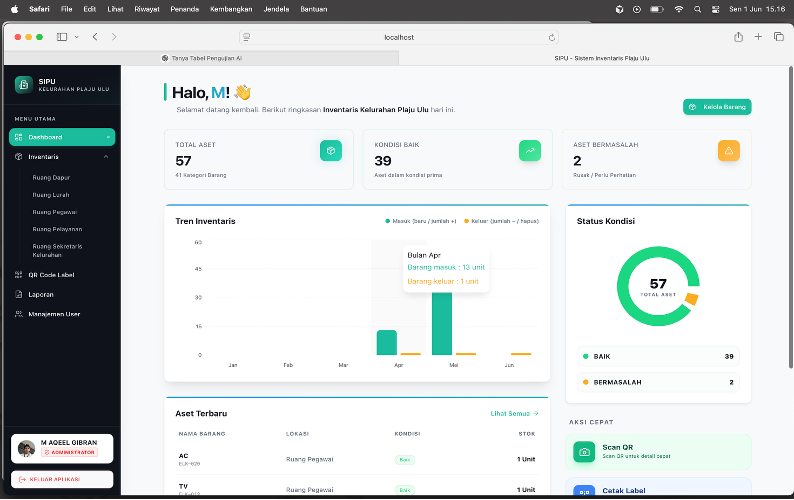 Safari File Edit Lihat Riwayat Penanda Kembangkan Jendela Bantuan Sen 1 Jun 15.16
localhost
Tanya Tabel Pengujian AI
SIPU - Sistem Inventaris Plaju Ulu
SIPU
KELURAHAN PLAJU ULU
MENU UTAMA
Dashboard
Inventaris
Ruang Dapur
Ruang Lurah
Ruang Pegawai
Ruang Pelayanan
Ruang Sekretaris
Kelurahan
QR Code Label
Laporan
Manajemen User
M AQEEL GIBRAN
ADMINISTRATOR
KELUAR APLIKASI
Halo, M! 👋
Selamat datang kembali. Berikut ringkasan Inventaris Kelurahan Plaju Ulu hari ini.
Kelola Barang
TOTAL ASET
57
41 Kategori Barang
KONDISI BAIK
39
Aset dalam kondisi prima
ASET BERMASALAH
2
Rusak / Perlu Perhatian
Tren Inventaris
Masuk (baru / jumlah +)
Keluar (jumlah − / hapus)
60
45
30
15
0
Jan Feb Mar Apr Mei Jun
Bulan Apr
Barang masuk : 13 unit
Barang keluar : 1 unit
Status Kondisi
57
TOTAL ASET
BAIK 39
BERMASALAH 2
Aset Terbaru
Lihat Semua →
NAMA BARANG LOKASI KONDISI STOK
AC Ruang Pegawai Baik 1 Unit
ELK-020
TV Ruang Pegawai Baik 1 Unit
AKSI CEPAT
Scan QR
Scan QR untuk detail cepat
Cetak Label